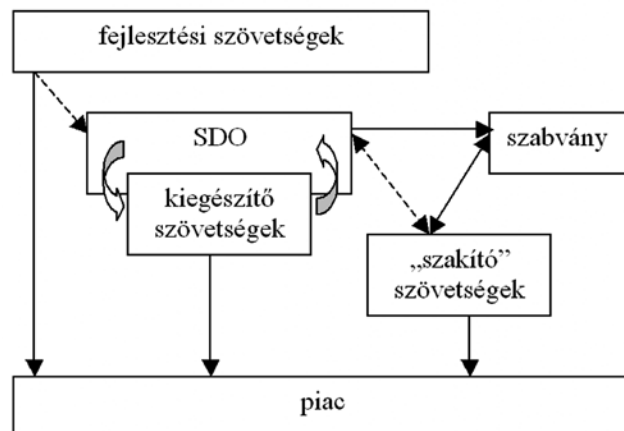 fejlesztési szövetségek
SDO
szabvány
kiegészítő
szövetségek
„szakító”
szövetségek
piac